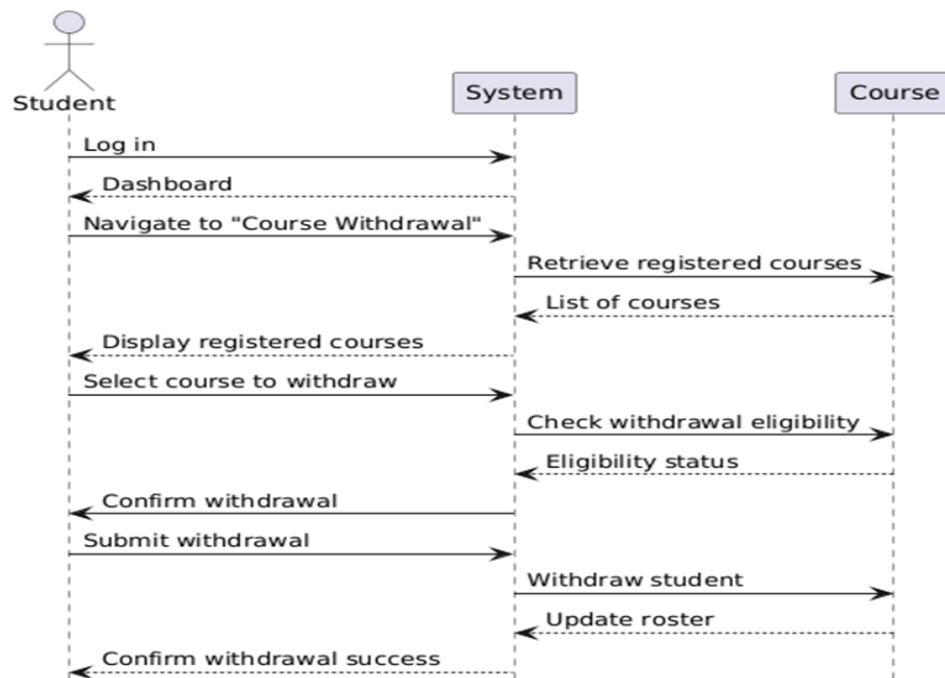 Student
System
Course
Log in
Dashboard
Navigate to "Course Withdrawal"
Retrieve registered courses
List of courses
Display registered courses
Select course to withdraw
Check withdrawal eligibility
Eligibility status
Confirm withdrawal
Submit withdrawal
Withdraw student
Update roster
Confirm withdrawal success